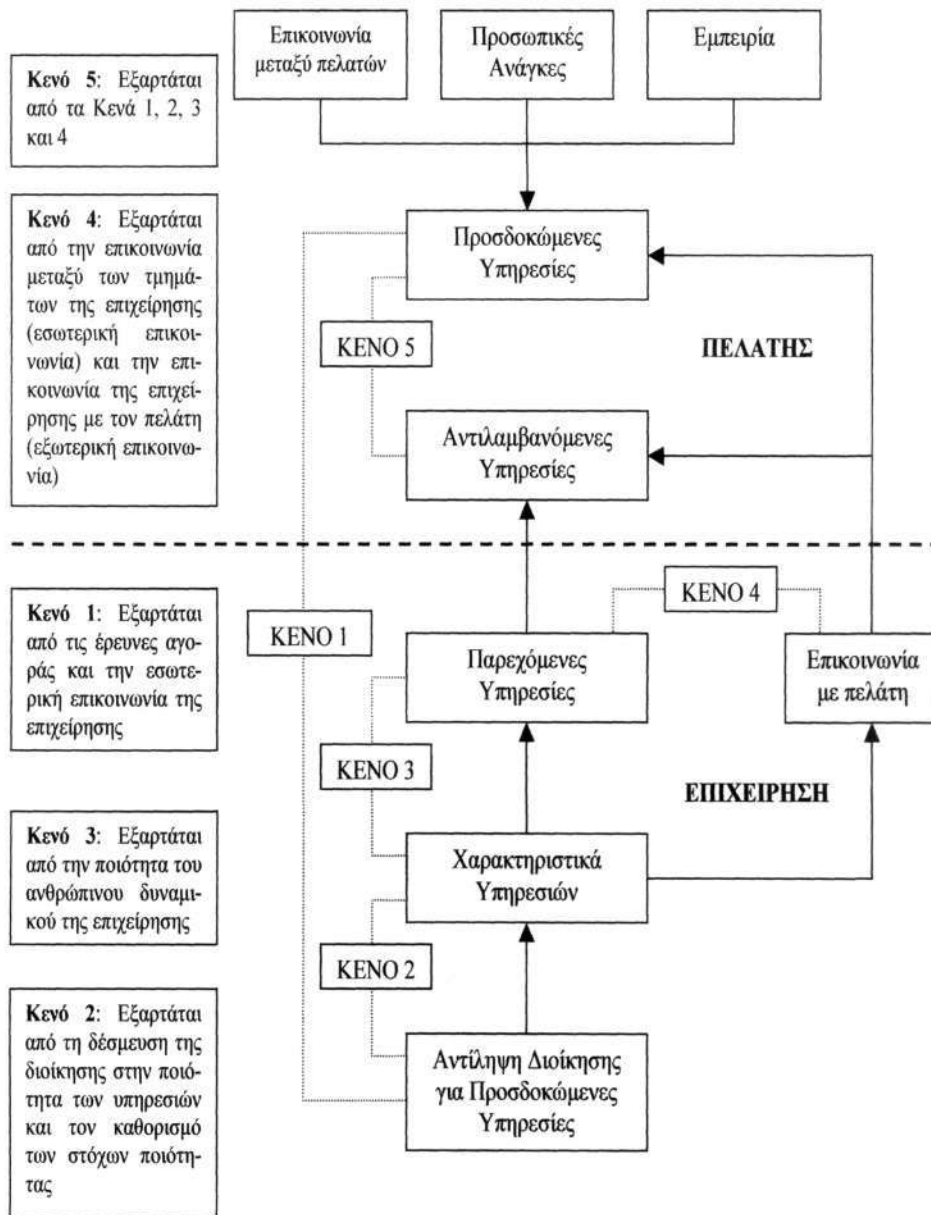 Επικοινωνία
μεταξύ πελατών
Προσωπικές
Ανάγκες
Εμπειρία
Κενό 5: Εξαρτάται
από τα Κενά 1, 2, 3
και 4
Κενό 4: Εξαρτάται
από την επικοινωνία
μεταξύ των τμημά-
των της επιχείρησης
(εσωτερική επικοι-
νωνία) και την επι-
κοινωνία της επιχεί-
ρησης με τον πελάτη
(εξωτερική επικοινω-
νία)
Προσδοκώμενες
Υπηρεσίες
ΚΕΝΟ 5
ΠΕΛΑΤΗΣ
Αντιλαμβανόμενες
Υπηρεσίες
Κενό 1: Εξαρτάται
από τις έρευνες αγο-
ράς και την εσωτε-
ρική επικοινωνία της
επιχείρησης
ΚΕΝΟ 1
ΚΕΝΟ 4
Παρεχόμενες
Υπηρεσίες
Επικοινωνία
με πελάτη
ΚΕΝΟ 3
ΕΠΙΧΕΙΡΗΣΗ
Κενό 3: Εξαρτάται
από την ποιότητα του
ανθρώπινου δυναμι-
κού της επιχείρησης
Χαρακτηριστικά
Υπηρεσιών
ΚΕΝΟ 2
Κενό 2: Εξαρτάται
από τη δέσμευση της
διοίκησης στην ποιό-
τητα των υπηρεσιών
και τον καθορισμό
των στόχων ποιότη-
τας
Αντίληψη Διοίκησης
για Προσδοκώμενες
Υπηρεσίες